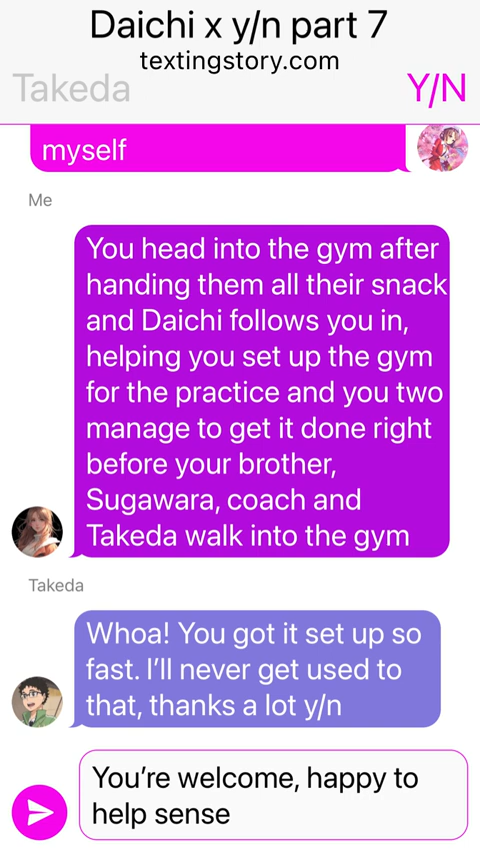 Daichi x y/n part 7
textingstory.com
Takeda
Y/N
myself
Me
You head into the gym after
handing them all their snack
and Daichi follows you in,
helping you set up the gym
for the practice and you two
manage to get it done right
before your brother,
Sugawara, coach and
Takeda walk into the gym
Takeda
Whoa! You got it set up so
fast. I’ll never get used to
that, thanks a lot y/n
You’re welcome, happy to
help sense